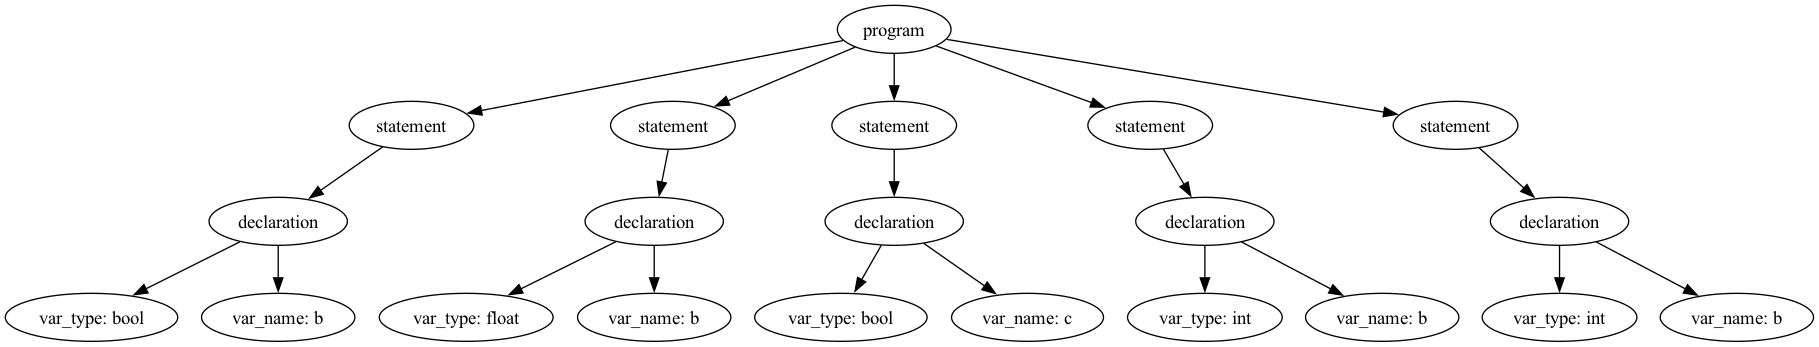 program
statement
statement
statement
statement
statement
declaration
declaration
declaration
declaration
declaration
var_type: bool
var_name: b
var_type: float
var_name: b
var_type: bool
var_name: c
var_type: int
var_name: b
var_type: int
var_name: b